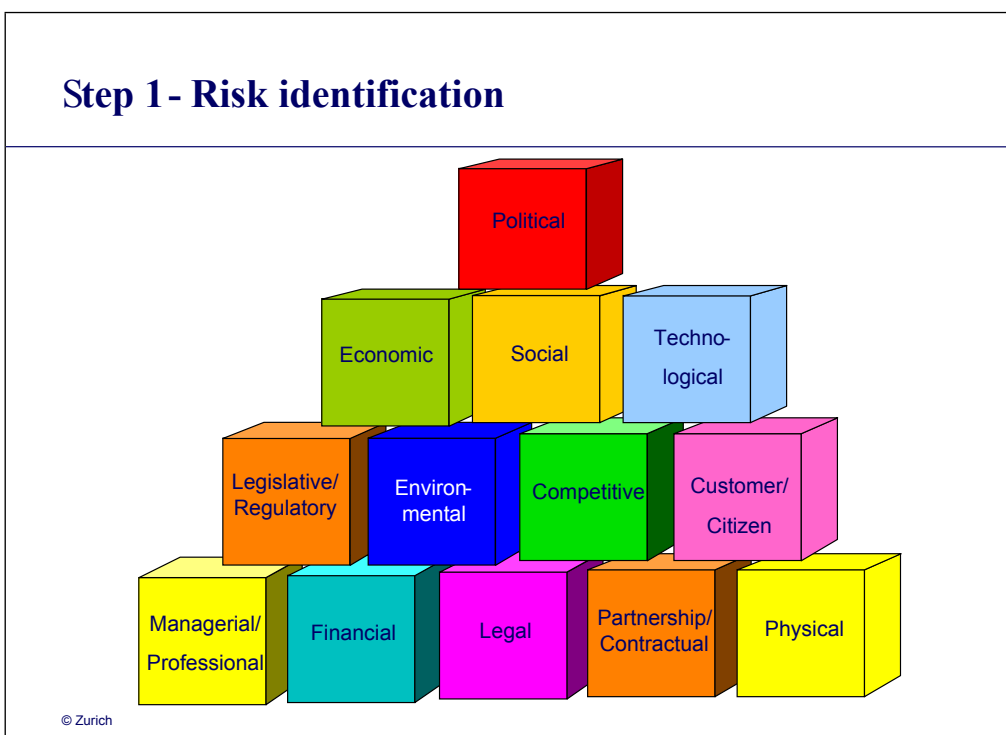 Step 1 - Risk identification
Political
Economic
Social
Techno-
logical
Legislative/
Regulatory
Environ-
mental
Competitive
Customer/
Citizen
Managerial/
Professional
Financial
Legal
Partnership/
Contractual
Physical
© Zurich